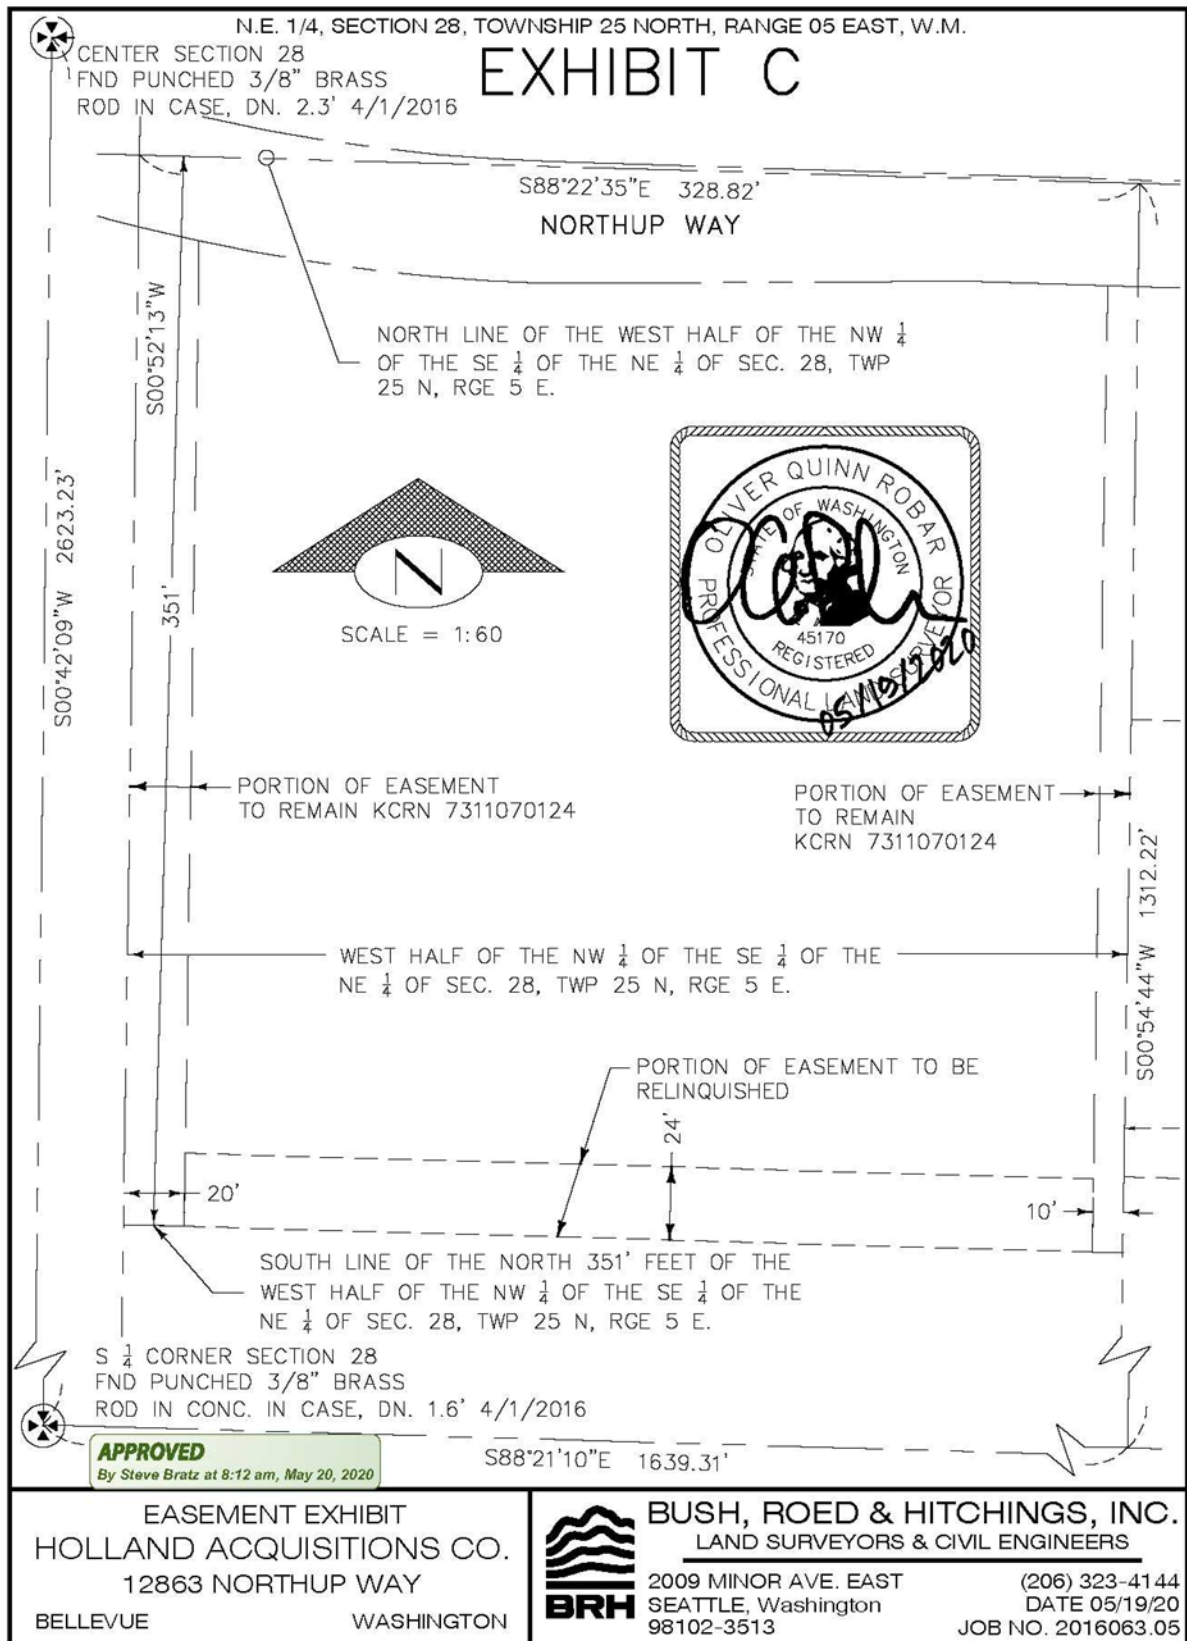 N.E. 1/4, SECTION 28, TOWNSHIP 25 NORTH, RANGE 05 EAST, W.M.
EXHIBIT C
CENTER SECTION 28
FND PUNCHED 3/8" BRASS
ROD IN CASE, DN. 2.3' 4/1/2016
S88°22'35"E 328.82'
NORTHUP WAY
S00°52'13"W
NORTH LINE OF THE WEST HALF OF THE NW 1/4
OF THE SE 1/4 OF THE NE 1/4 OF SEC. 28, TWP
25 N, RGE 5 E.
S00°42'09"W 2623.23'
351'
N
SCALE = 1:60
OLIVER QUINN ROBAR
STATE OF WASHINGTON
45170
REGISTERED
PROFESSIONAL LAND SURVEYOR
05/19/2020
PORTION OF EASEMENT
TO REMAIN KCRN 7311070124
PORTION OF EASEMENT
TO REMAIN
KCRN 7311070124
S00°54'44"W 1312.22'
WEST HALF OF THE NW 1/4 OF THE SE 1/4 OF THE
NE 1/4 OF SEC. 28, TWP 25 N, RGE 5 E.
PORTION OF EASEMENT TO BE
RELINQUISHED
24'
20'
10'
SOUTH LINE OF THE NORTH 351' FEET OF THE
WEST HALF OF THE NW 1/4 OF THE SE 1/4 OF THE
NE 1/4 OF SEC. 28, TWP 25 N, RGE 5 E.
S 1/4 CORNER SECTION 28
FND PUNCHED 3/8" BRASS
ROD IN CONC. IN CASE, DN. 1.6' 4/1/2016
APPROVED
By Steve Bratz at 8:12 am, May 20, 2020
S88°21'10"E 1639.31'
EASEMENT EXHIBIT
HOLLAND ACQUISITIONS CO.
12863 NORTHUP WAY
BELLEVUE WASHINGTON
BRH
BUSH, ROED & HITCHINGS, INC.
LAND SURVEYORS & CIVIL ENGINEERS
2009 MINOR AVE. EAST (206) 323-4144
SEATTLE, Washington DATE 05/19/20
98102-3513 JOB NO. 2016063.05